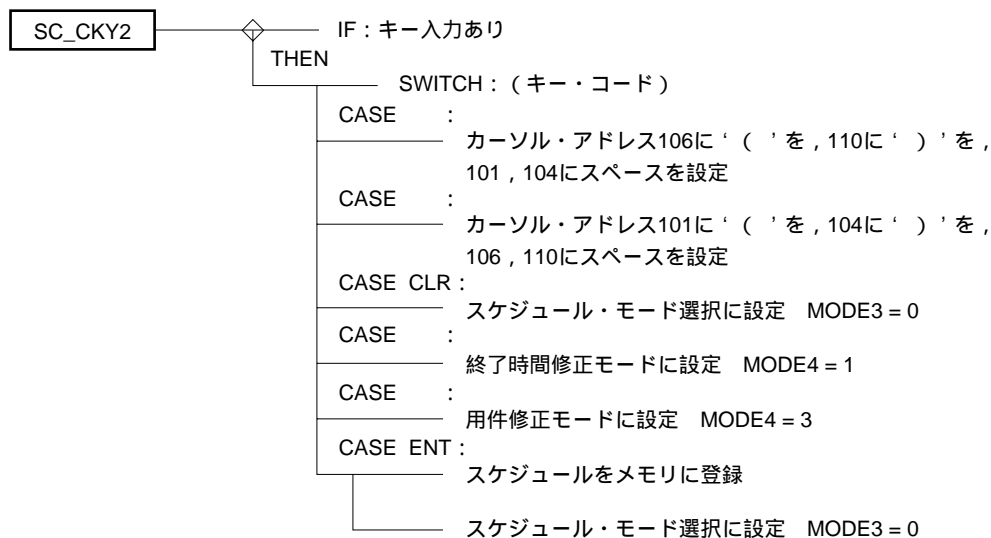 SC_CKY2
IF：キー入力あり
THEN
SWITCH：（キー・コード）
CASE ：
カーソル・アドレス106に‘（ ’を，110に‘ ）’を，
101，104にスペースを設定
CASE ：
カーソル・アドレス101に‘（ ’を，104に‘ ）’を，
106，110にスペースを設定
CASE CLR：
スケジュール・モード選択に設定 MODE3 = 0
CASE ：
終了時間修正モードに設定 MODE4 = 1
CASE ：
用件修正モードに設定 MODE4 = 3
CASE ENT：
スケジュールをメモリに登録
スケジュール・モード選択に設定 MODE3 = 0